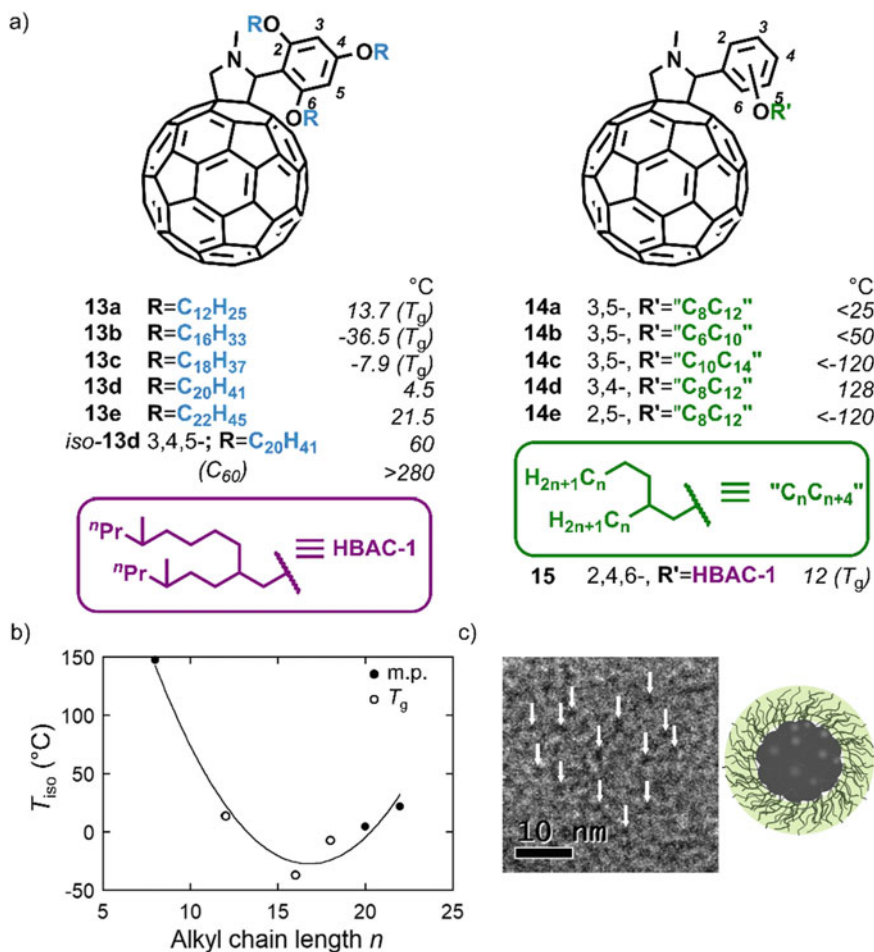 a)
RO 3
N 2 4 OR
6 5
OR
N 2 3
4
6 5
OR'
°C
13a R=C₁₂H₂₅ 13.7 (Tg)
13b R=C₁₆H₃₃ -36.5 (Tg)
13c R=C₁₈H₃₇ -7.9 (Tg)
13d R=C₂₀H₄₁ 4.5
13e R=C₂₂H₄₅ 21.5
iso-13d 3,4,5-; R=C₂₀H₄₁ 60
(C₆₀) >280
°C
14a 3,5-, R'="C₈C₁₂" <25
14b 3,5-, R'="C₆C₁₀" <50
14c 3,5-, R'="C₁₀C₁₄" <-120
14d 3,4-, R'="C₈C₁₂" 128
14e 2,5-, R'="C₈C₁₂" <-120
ⁿPr
ⁿPr
≡ HBAC-1
H₂ₙ₊₁Cₙ
H₂ₙ₊₁Cₙ
≡ "CₙCₙ₊₄"
15 2,4,6-, R'=HBAC-1 12 (Tg)
b)
150
100
50
0
-50
Tiso (°C)
m.p.
Tg
5 10 15 20 25
Alkyl chain length n
c)
10 nm